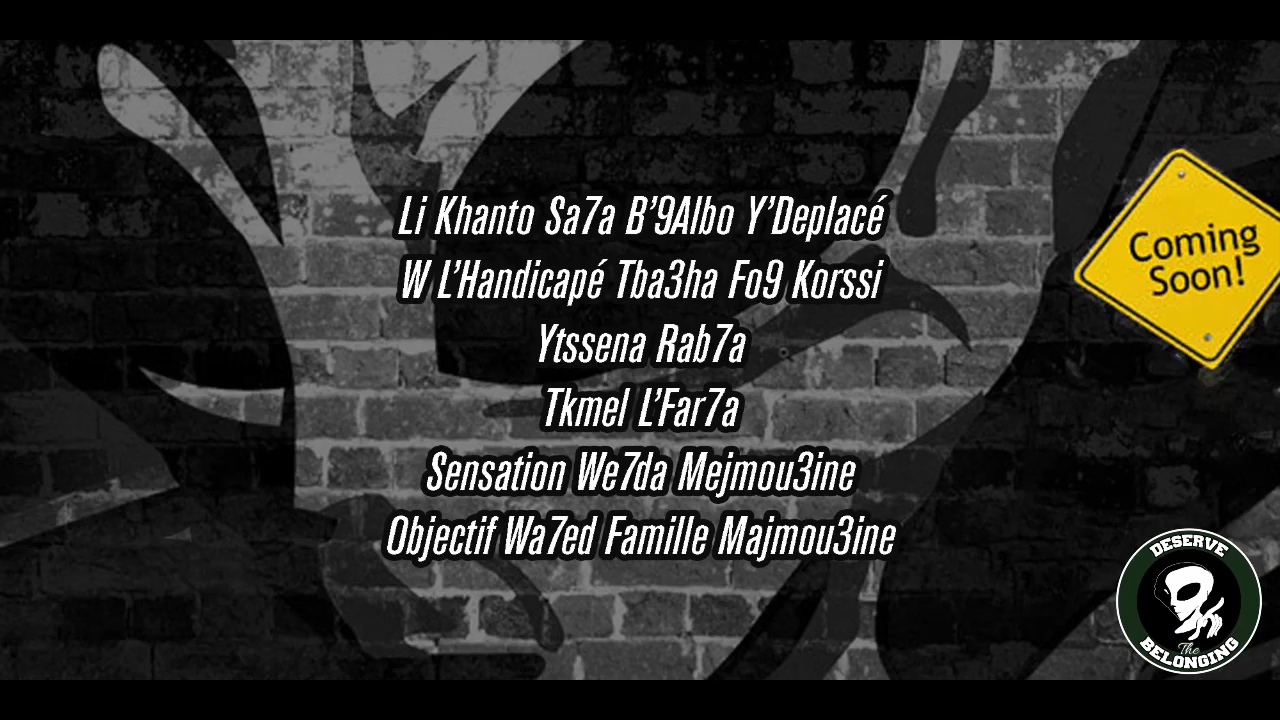 Li Khanto Sa7a B'9Albo Y'Deplacé
W L'Handicapé Tba3ha Fo9 Korssi
Ytssena Rab7a
Tkmel L'Far7a
Sensation We7da Mejmou3ine
Objectif Wa7ed Famille Majmou3ine
Coming
Soon!
DESERVE
The
BELONGING